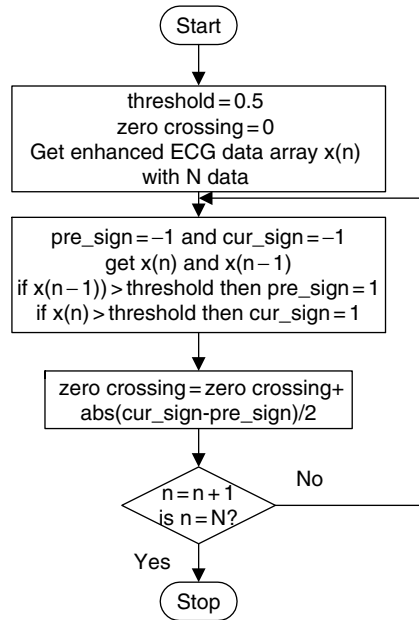 Start
threshold = 0.5
zero crossing = 0
Get enhanced ECG data array x(n)
with N data
pre_sign = −1 and cur_sign = −1
get x(n) and x(n−1)
if x(n−1)) > threshold then pre_sign = 1
if x(n) > threshold then cur_sign = 1
zero crossing = zero crossing+
abs(cur_sign-pre_sign)/2
n = n + 1
is n = N?
No
Yes
Stop